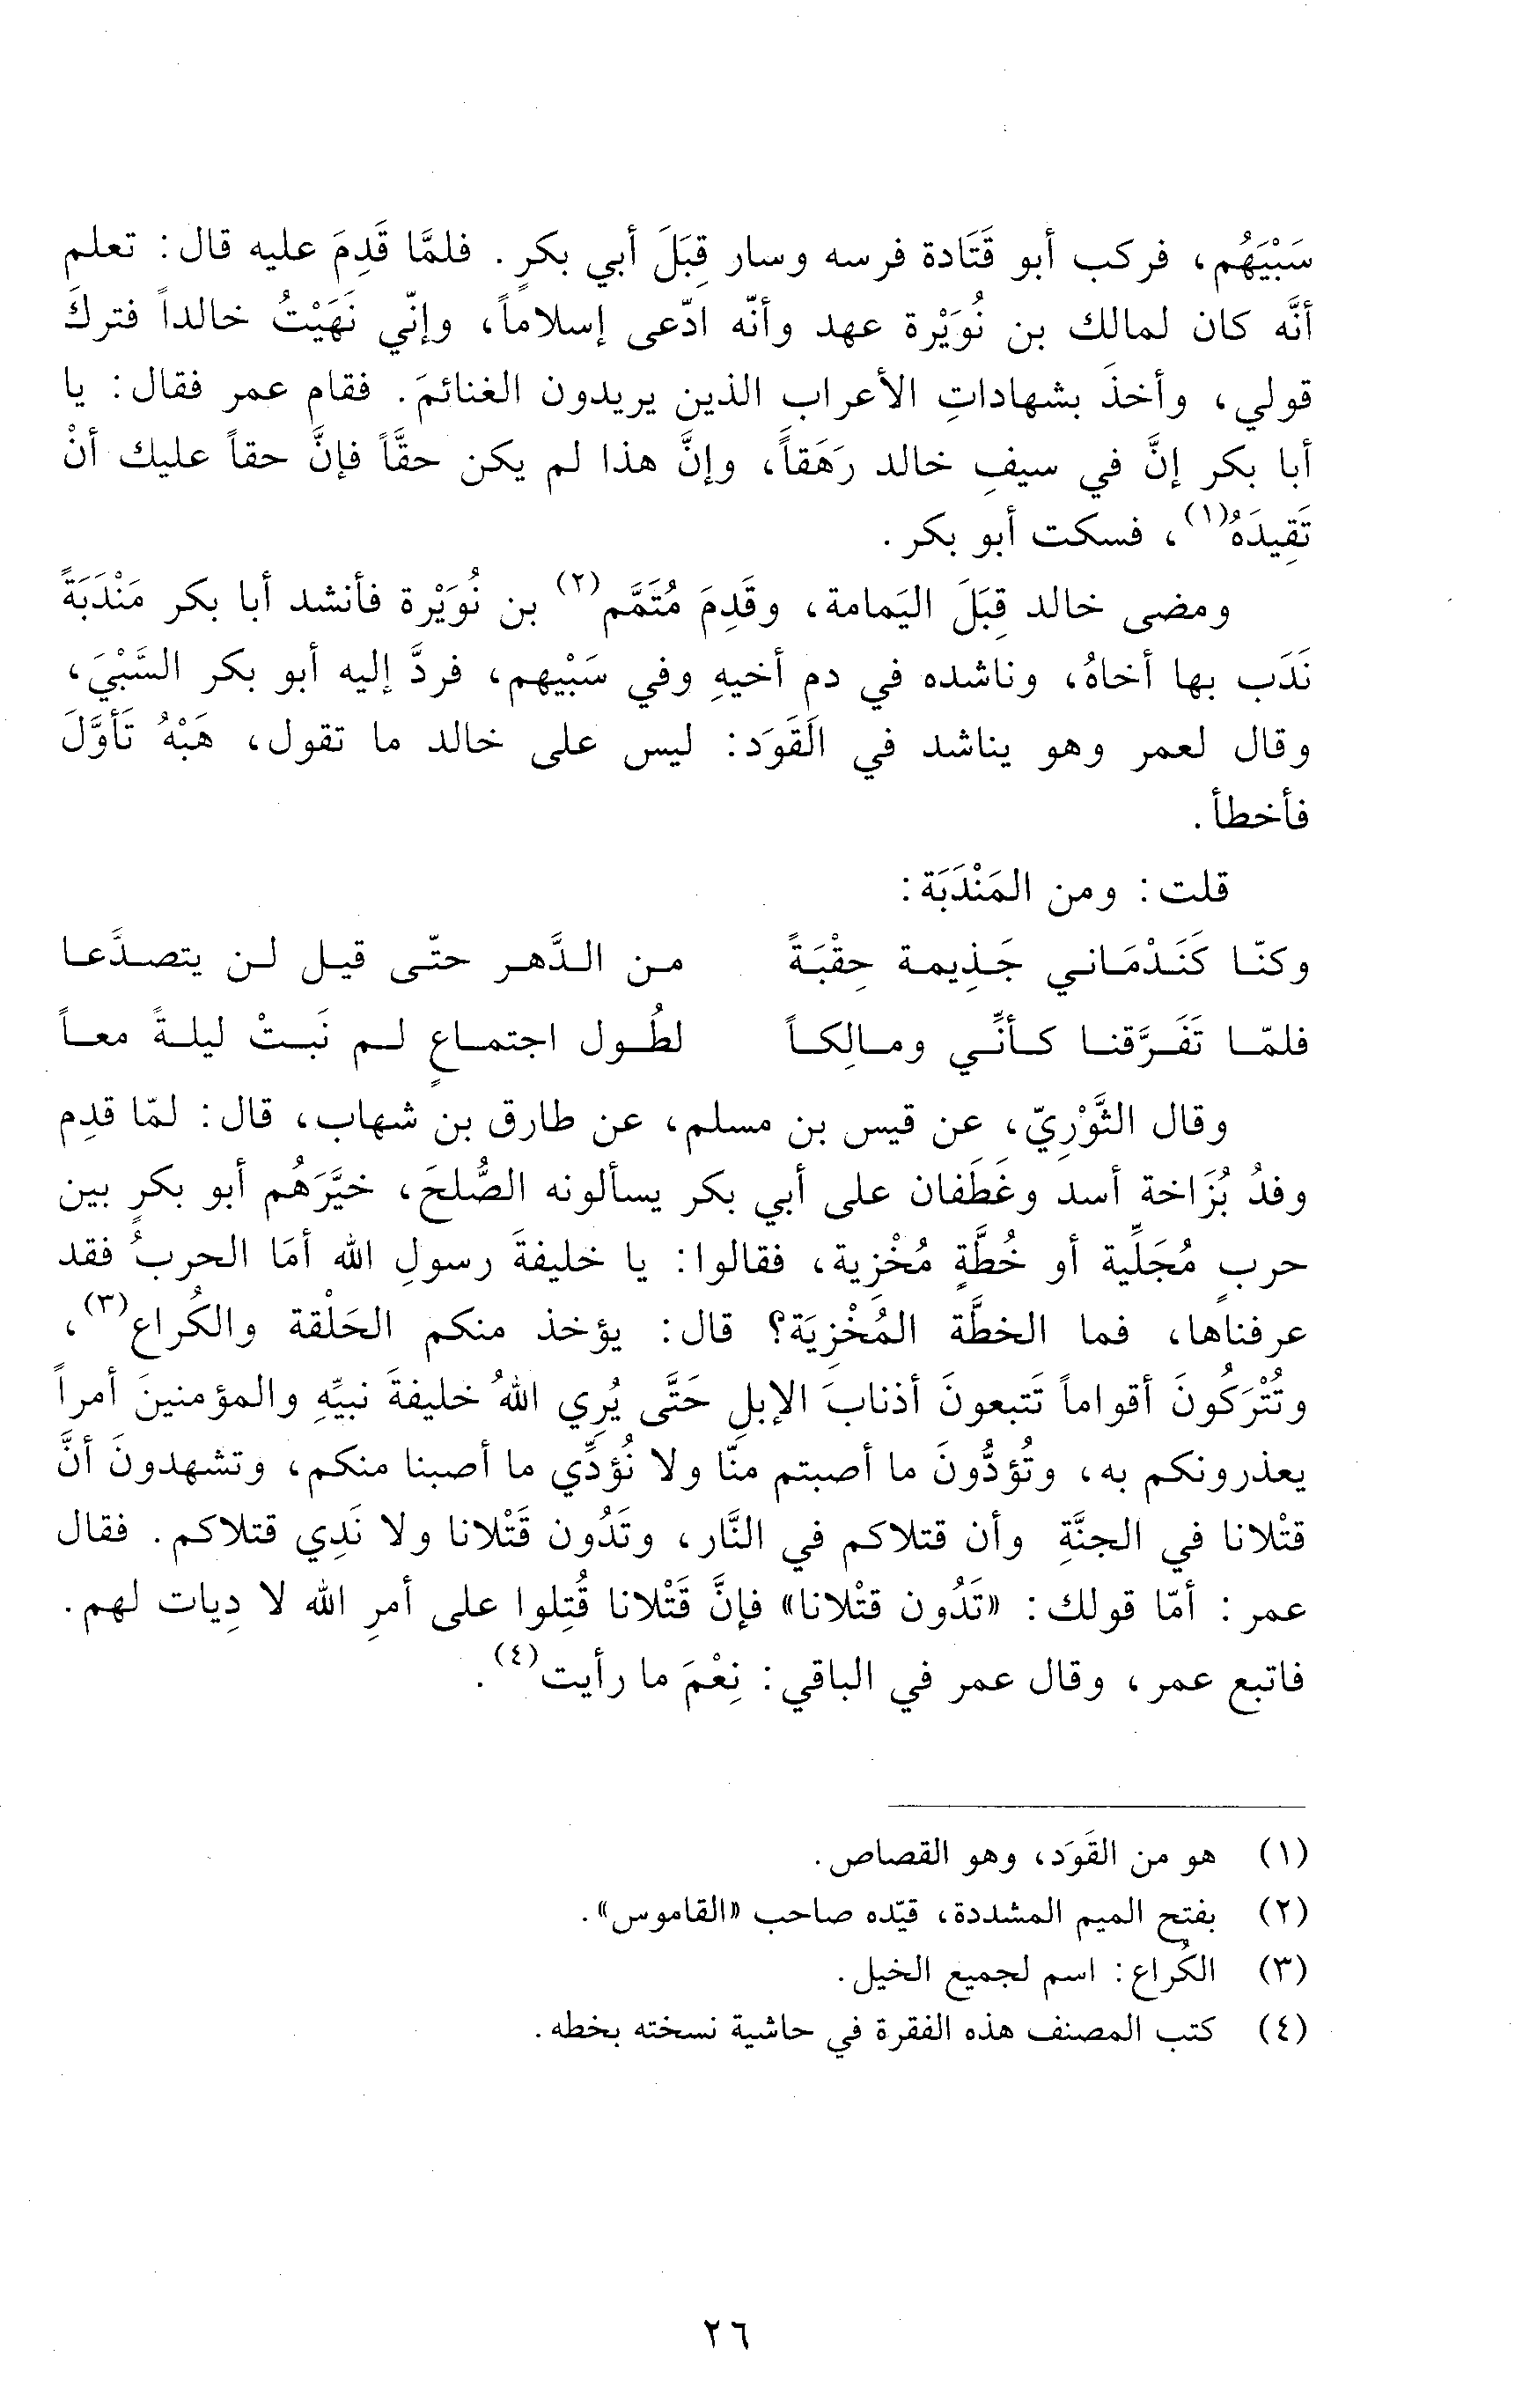 سَبْيَهُم، فركب أبو قَتَادة فرسه وسار قِبَلَ أبي بكرٍ. فلمَّا قَدِمَ عليه قال: تعلم
أنَّه كان لمالك بن نُوَيْرة عهد وأنّه ادّعى إسلاماً، وإنّي نَهَيْتُ خالداً فتركَ
قولي، وأخذَ بشهاداتِ الأعراب الذين يريدون الغنائمَ. فقام عمر فقال: يا
أبا بكر إنَّ في سيفِ خالد رَهَقاً، وإنَّ هذا لم يكن حقَّاً فإنَّ حقاً عليك أنْ
تَقِيدَهُ(١)، فسكت أبو بكر.
ومضى خالد قِبَلَ اليَمامة، وقَدِمَ مُتَمَّم(٢) بن نُوَيْرة فأنشد أبا بكر مَنْدَبَةً
نَدَب بها أخاهُ، وناشده في دم أخيهِ وفي سَبْيهم، فردَّ إليه أبو بكر السَّبْيَ،
وقال لعمر وهو يناشد في القَوَد: ليس على خالد ما تقول، هَبْهُ تَأوَّلَ
فأخطأ.
قلت: ومن المَنْدَبَة:
وكنّا كَنَدْمَاني جَذِيمة حِقْبَةً من الدَّهر حتّى قيل لن يتصدَّعا
فلمّا تَفَرَّقنا كأنِّي ومالِكاً لطُول اجتماعٍ لم نَبتْ ليلةً معاً
وقال الثَّوْرِيّ، عن قيس بن مسلم، عن طارق بن شهاب، قال: لمّا قدِم
وفدُ بُزَاخة أسد وغَطَفان على أبي بكر يسألونه الصُّلحَ، خيَّرَهُم أبو بكرٍ بين
حربٍ مُجَلِّية أو خُطَّةٍ مُخْزِية، فقالوا: يا خليفةَ رسولِ الله أمَا الحربُ فقد
عرفناها، فما الخطَّة المُخْزِيَة؟ قال: يؤخذ منكم الحَلْقة والكُراع(٣)،
وتُتْرَكُونَ أقواماً تَتبعونَ أذنابَ الإبلِ حَتَّى يُرِي اللهُ خليفةَ نبيِّهِ والمؤمنينَ أمراً
يعذرونكم به، وتُؤدُّونَ ما أصبتم منّا ولا نُؤدِّي ما أصبنا منكم، وتشهدونَ أنَّ
قتْلانا في الجنَّةِ وأن قتلاكم في النَّار، وتَدُون قَتْلانا ولا نَدِي قتلاكم. فقال
عمر: أمّا قولك: «تَدُون قتْلانا» فإنَّ قَتْلانا قُتِلوا على أمرِ الله لا دِيات لهم.
فاتبع عمر، وقال عمر في الباقي: نِعْمَ ما رأيت(٤).
(١) هو من القَوَد، وهو القصاص.
(٢) بفتح الميم المشددة، قيّده صاحب «القاموس».
(٣) الكُراع: اسم لجميع الخيل.
(٤) كتب المصنف هذه الفقرة في حاشية نسخته بخطه.
٢٦